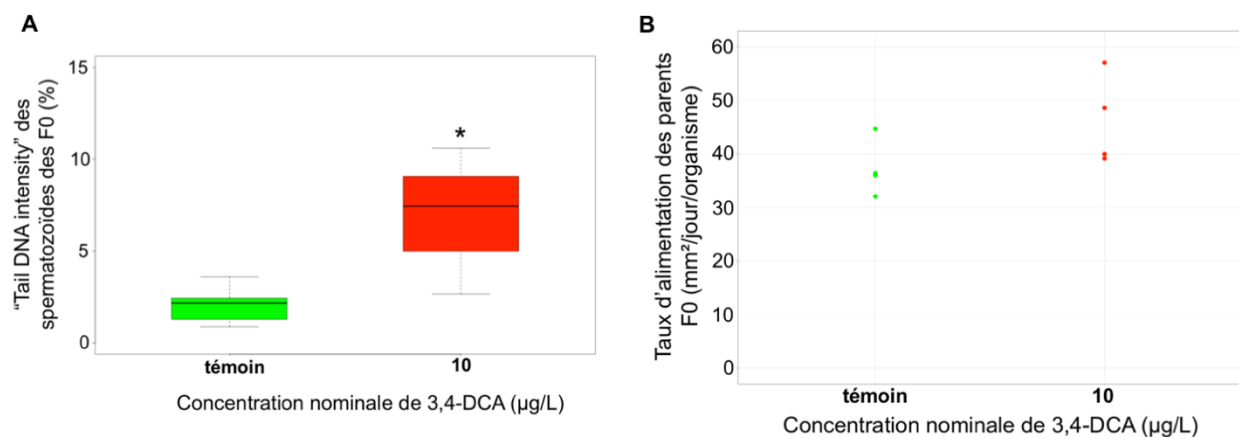 A
"Tail DNA intensity" des
spermatozoïdes des F0 (%)
15
10
5
0
*
témoin
10
Concentration nominale de 3,4-DCA (µg/L)
B
Taux d'alimentation des parents
F0 (mm²/jour/organisme)
60
50
40
30
20
10
0
témoin
10
Concentration nominale de 3,4-DCA (µg/L)